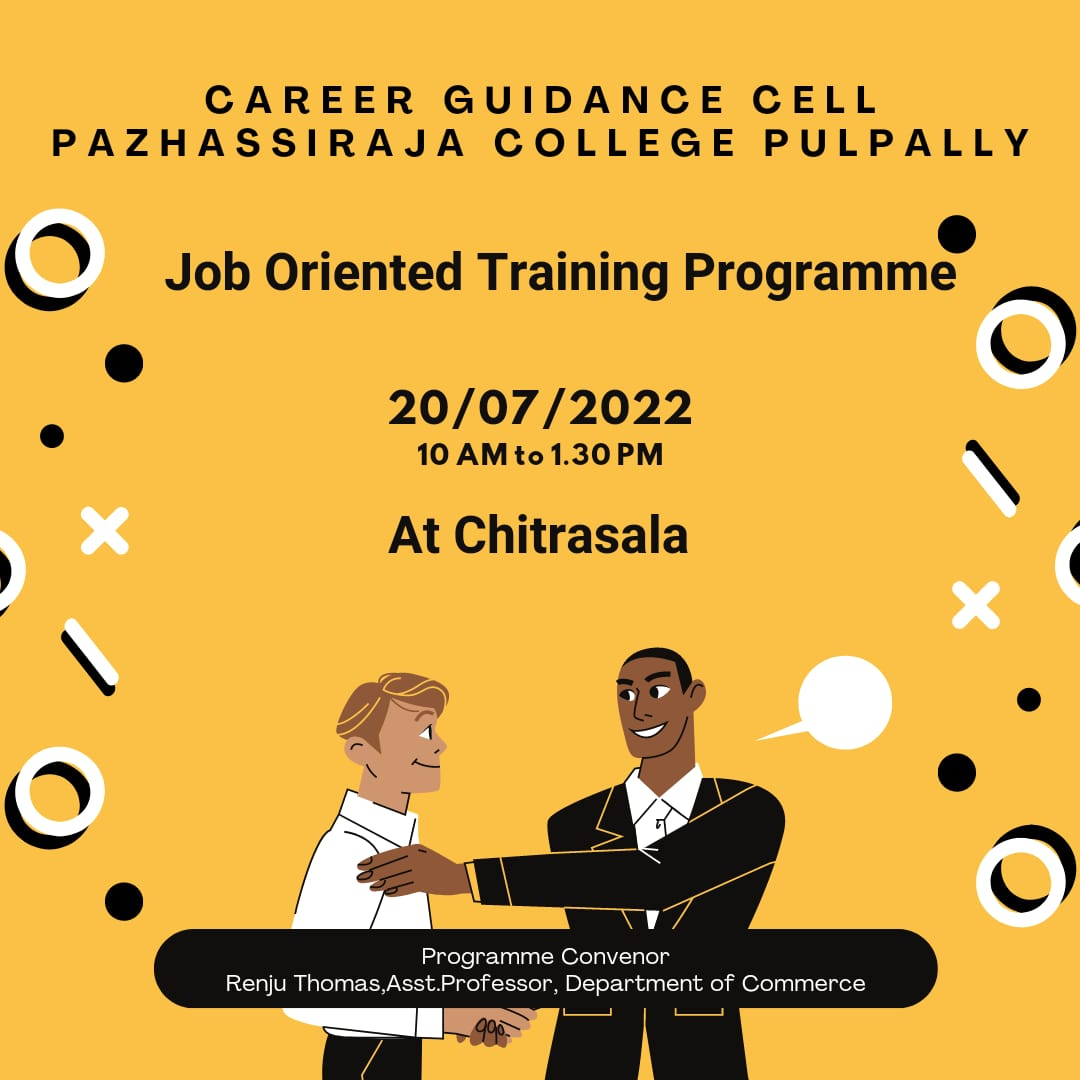 CAREER GUIDANCE CELL
PAZHASSIRAJA COLLEGE PULPALLY
Job Oriented Training Programme
20/07/2022
10 AM to 1.30 PM
At Chitrasala
Programme Convenor
Renju Thomas,Asst.Professor, Department of Commerce